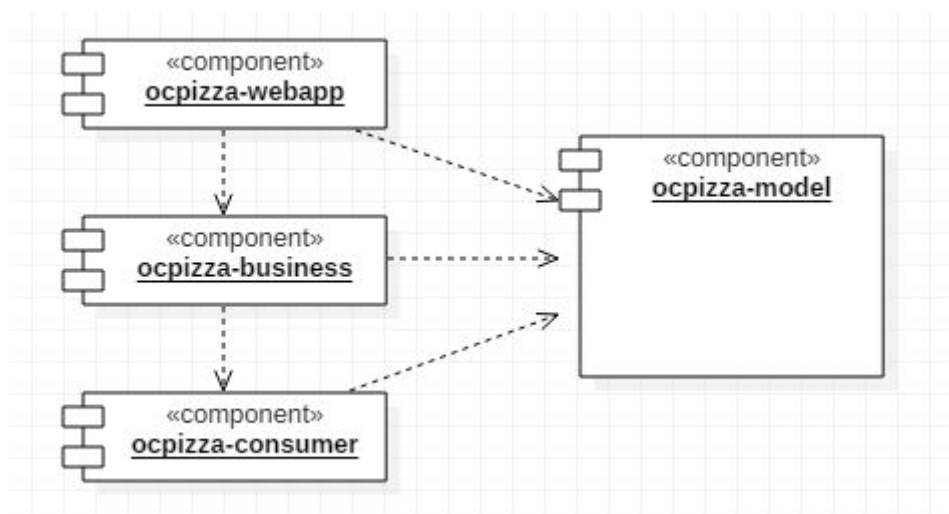 «component»
ocpizza-webapp
«component»
ocpizza-model
«component»
ocpizza-business
«component»
ocpizza-consumer